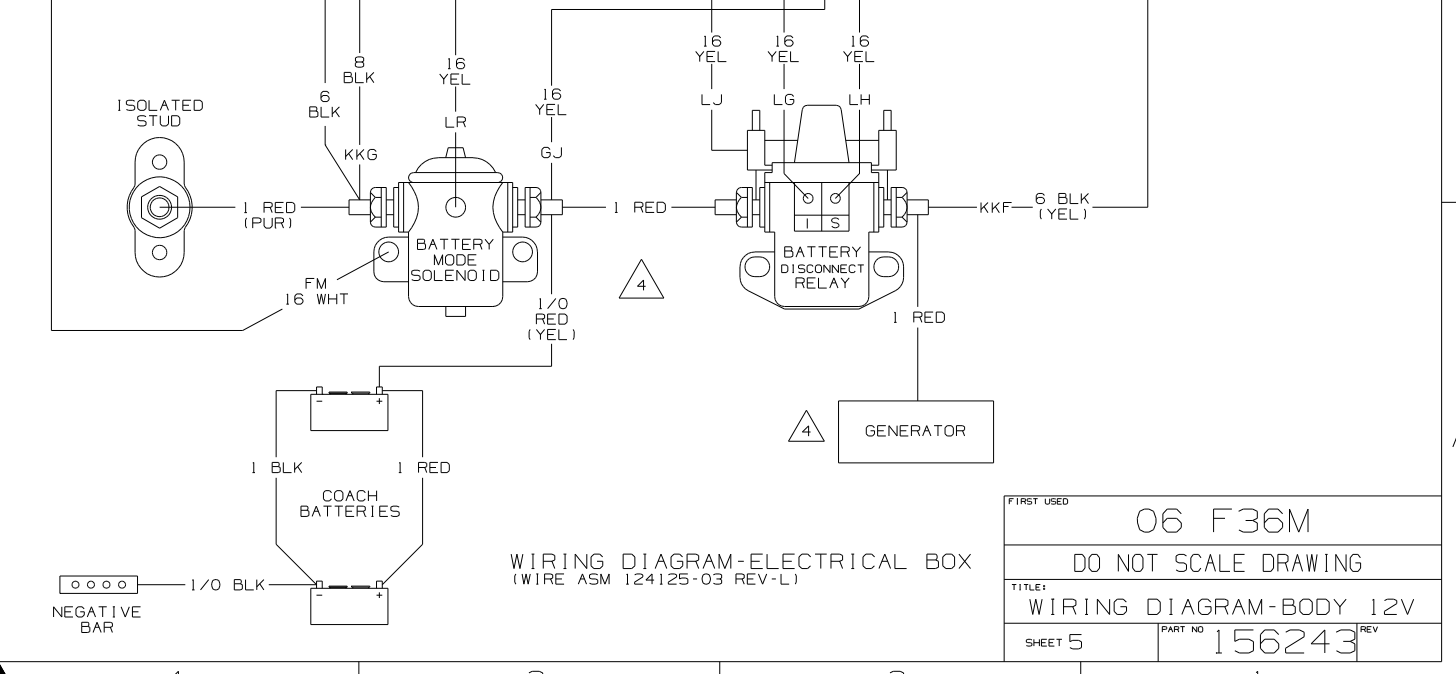 16 YEL
16 YEL
16 YEL
8 BLK
16 YEL
6 BLK
16 YEL
LJ
LG
LH
ISOLATED
STUD
LR
KKG
GJ
1 RED
(PUR)
1 RED
KKF
6 BLK
(YEL)
I
S
BATTERY
MODE
SOLENOID
BATTERY
DISCONNECT
RELAY
FM
16 WHT
4
1/0
RED
(YEL)
1 RED
-
+
4
GENERATOR
1 BLK
1 RED
COACH
BATTERIES
FIRST USED
06 F36M
WIRING DIAGRAM-ELECTRICAL BOX
(WIRE ASM 124125-03 REV-L)
DO NOT SCALE DRAWING
1/0 BLK
-
+
TITLE:
WIRING DIAGRAM-BODY 12V
NEGATIVE
BAR
SHEET 5
PART NO
156243
REV